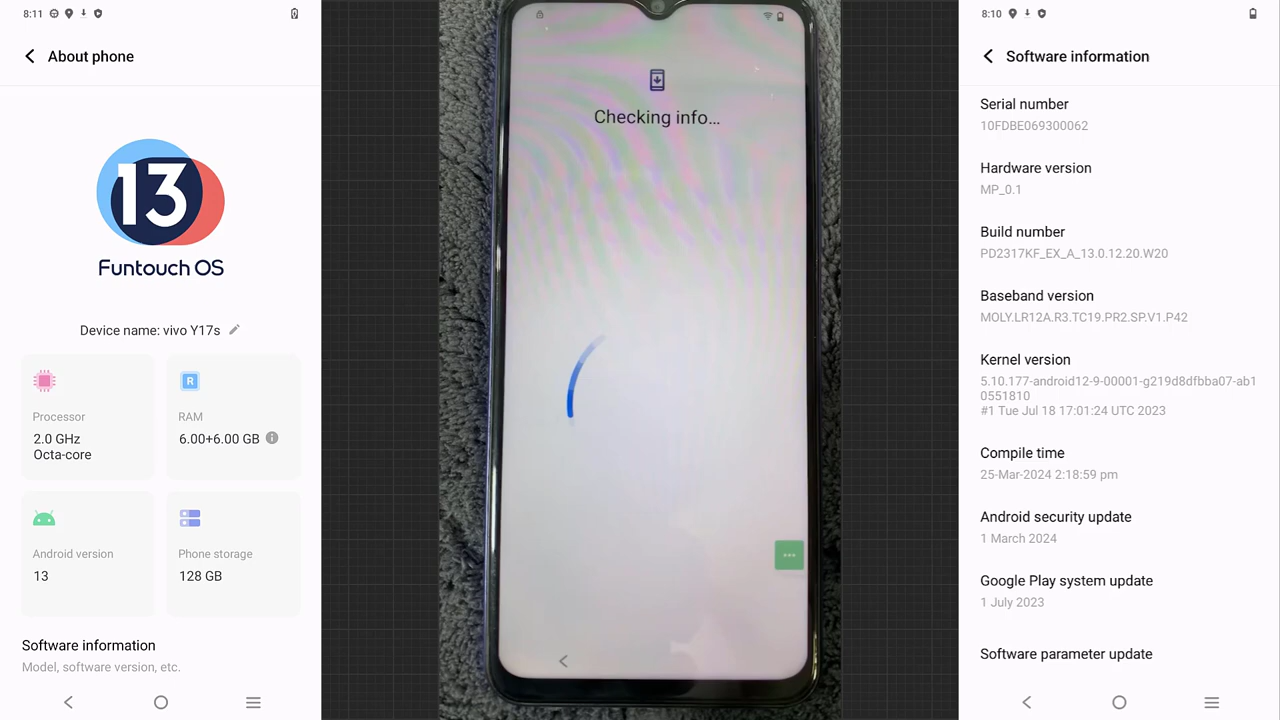 8:11
About phone
13
Funtouch OS
Device name: vivo Y17s
Processor
2.0 GHz
Octa-core
R
RAM
6.00+6.00 GB
Android version
13
Phone storage
128 GB
Software information
Model, software version, etc.
Checking info...
8:10
Software information
Serial number
10FDBE069300062
Hardware version
MP_0.1
Build number
PD2317KF_EX_A_13.0.12.20.W20
Baseband version
MOLY.LR12A.R3.TC19.PR2.SP.V1.P42
Kernel version
5.10.177-android12-9-00001-g219d8dfbba07-ab1
0551810
#1 Tue Jul 18 17:01:24 UTC 2023
Compile time
25-Mar-2024 2:18:59 pm
Android security update
1 March 2024
Google Play system update
1 July 2023
Software parameter update